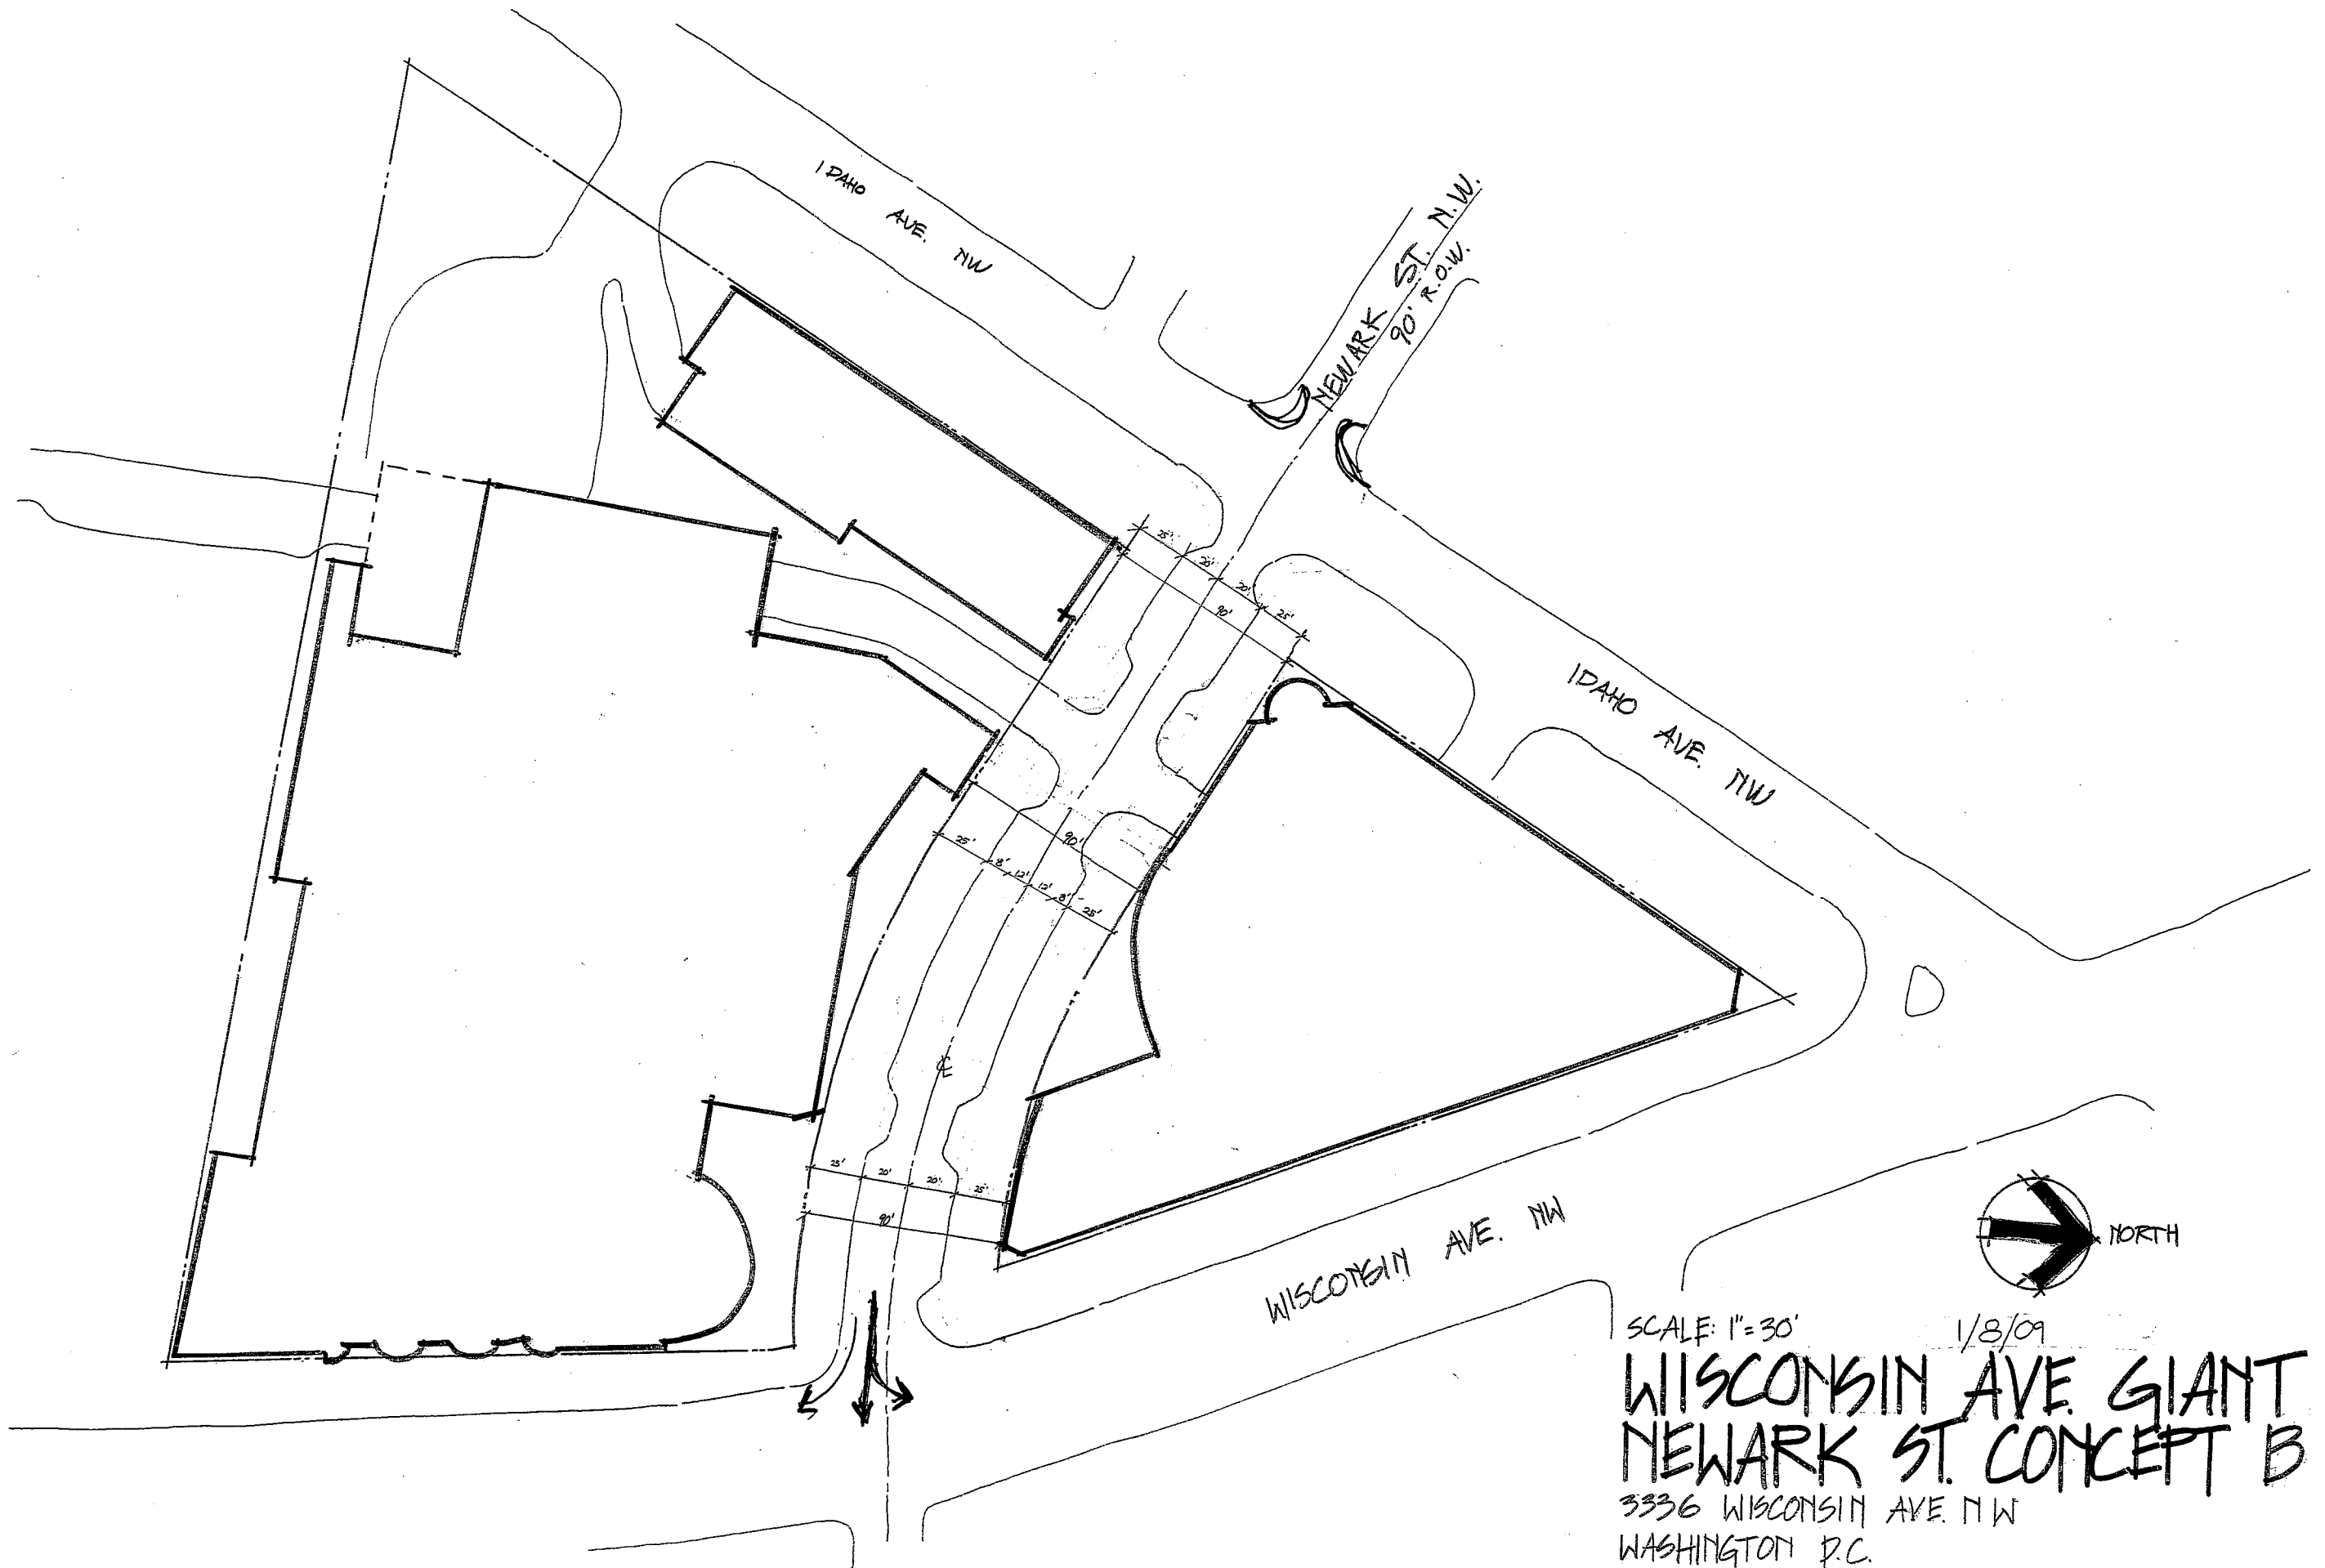 IDAHO AVE. NW
NEWARK ST. N.W.
90' R.O.W.
25'
20'
20'
25'
90'
IDAHO AVE. NW
90'
25'
8'
12'
12'
8'
25'
℄
25'
20'
20'
25'
90'
WISCONSIN AVE. NW
NORTH
SCALE: 1"=30'
1/8/09
WISCONSIN AVE. GIANT
NEWARK ST. CONCEPT B
3336 WISCONSIN AVE. NW
WASHINGTON D.C.